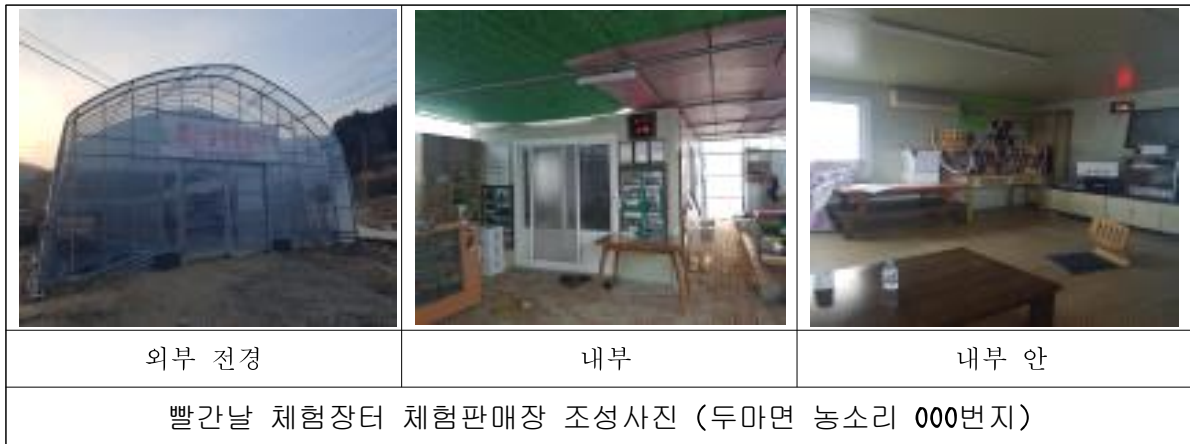 외부 전경
내부
내부 안
빨간날 체험장터 체험판매장 조성사진 (두마면 농소리 000번지)